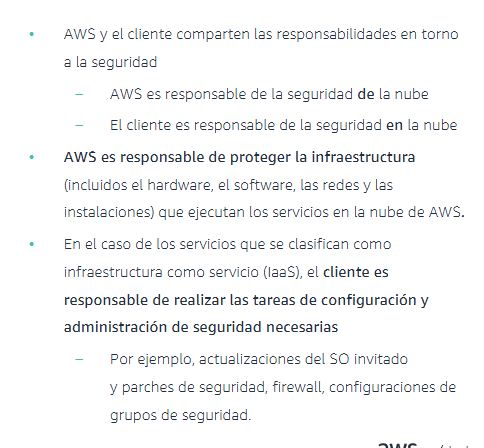 • AWS y el cliente comparten las responsabilidades en torno
a la seguridad
– AWS es responsable de la seguridad de la nube
– El cliente es responsable de la seguridad en la nube
• AWS es responsable de proteger la infraestructura
(incluidos el hardware, el software, las redes y las
instalaciones) que ejecutan los servicios en la nube de AWS.
• En el caso de los servicios que se clasifican como
infraestructura como servicio (IaaS), el cliente es
responsable de realizar las tareas de configuración y
administración de seguridad necesarias
– Por ejemplo, actualizaciones del SO invitado
y parches de seguridad, firewall, configuraciones de
grupos de seguridad.
aws